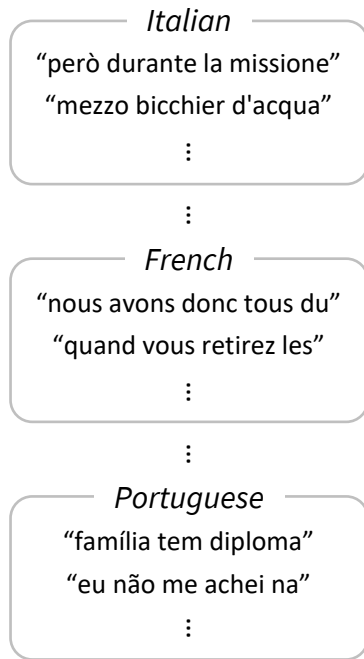 Italian
“però durante la missione”
“mezzo bicchier d'acqua”
⋮
⋮
French
“nous avons donc tous du”
“quand vous retirez les”
⋮
⋮
Portuguese
“família tem diploma”
“eu não me achei na”
⋮